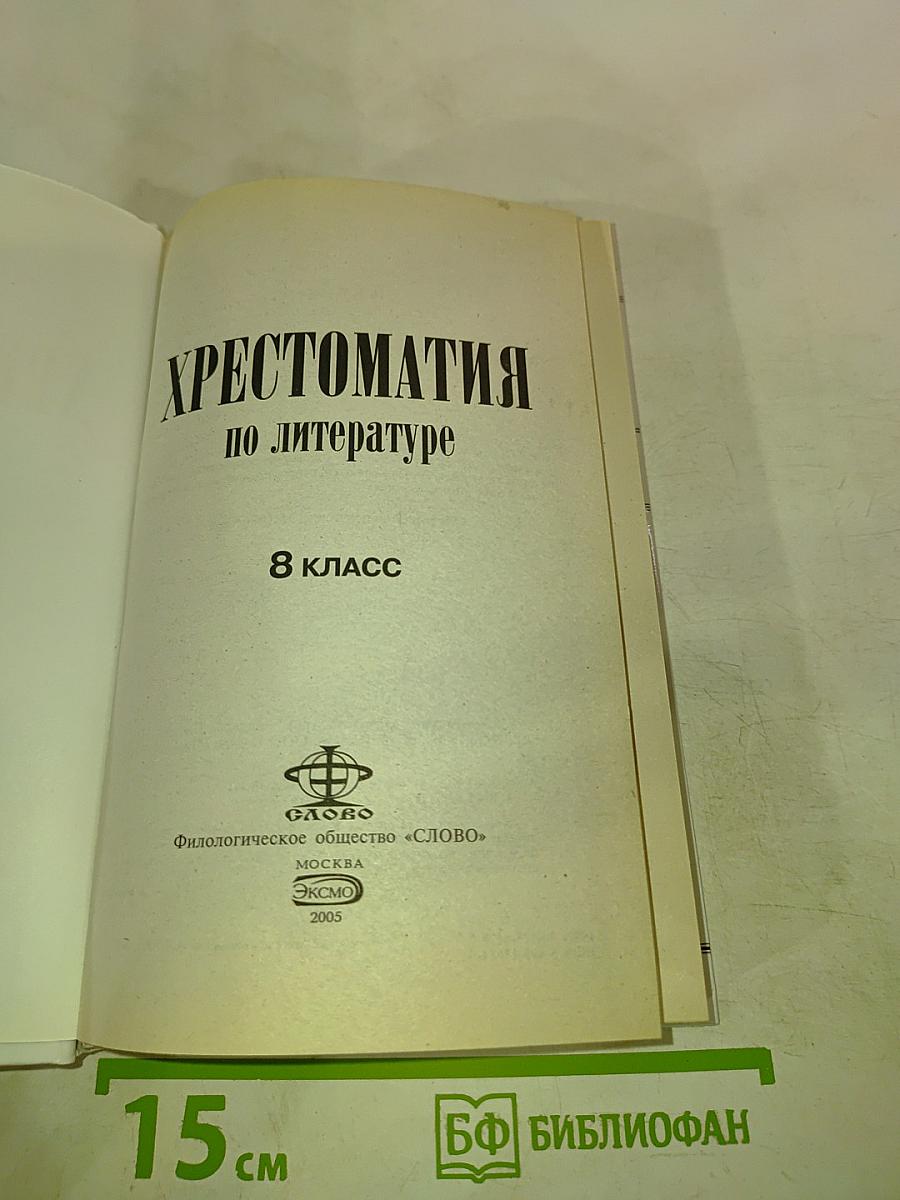 ХРЕСТОМАТИЯ
по литературе
8 КЛАСС
СЛОВО
Филологическое общество «СЛОВО»
МОСКВА
ЭКСМО
2005
15 см
БФ БИБЛИОФАН